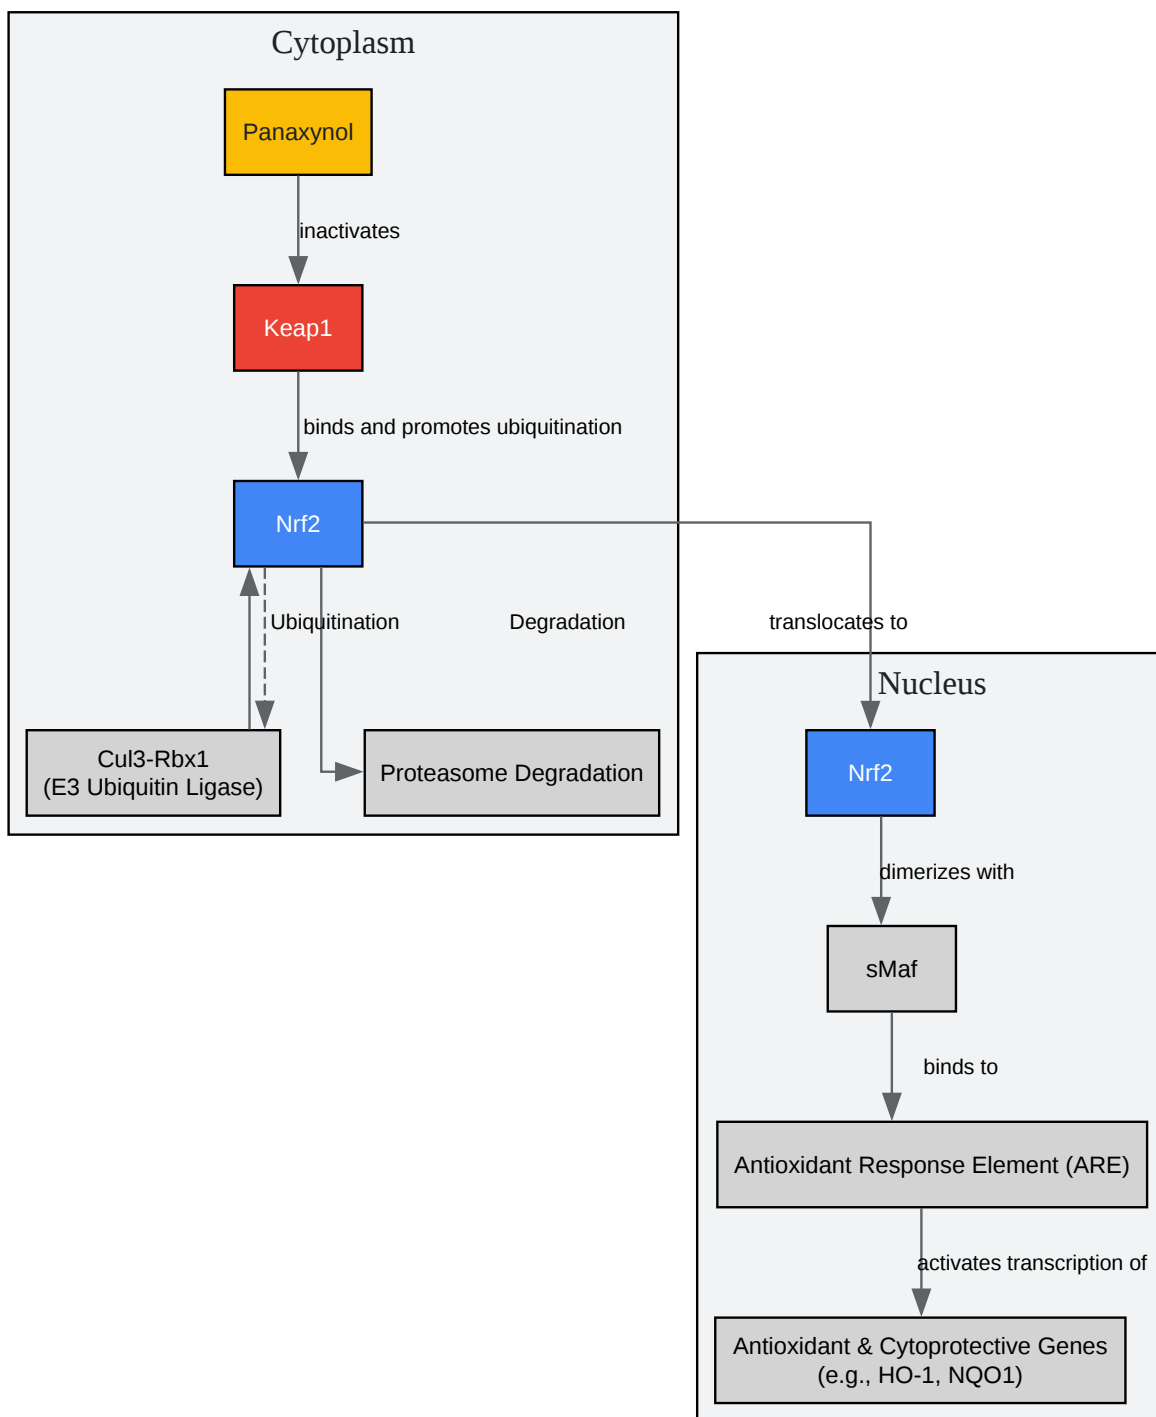 Cytoplasm
Panaxynol
inactivates
Keap1
binds and promotes ubiquitination
Nrf2
Ubiquitination
Degradation
translocates to
Cul3-Rbx1
(E3 Ubiquitin Ligase)
Proteasome Degradation
Nucleus
Nrf2
dimerizes with
sMaf
binds to
Antioxidant Response Element (ARE)
activates transcription of
Antioxidant & Cytoprotective Genes
(e.g., HO-1, NQO1)